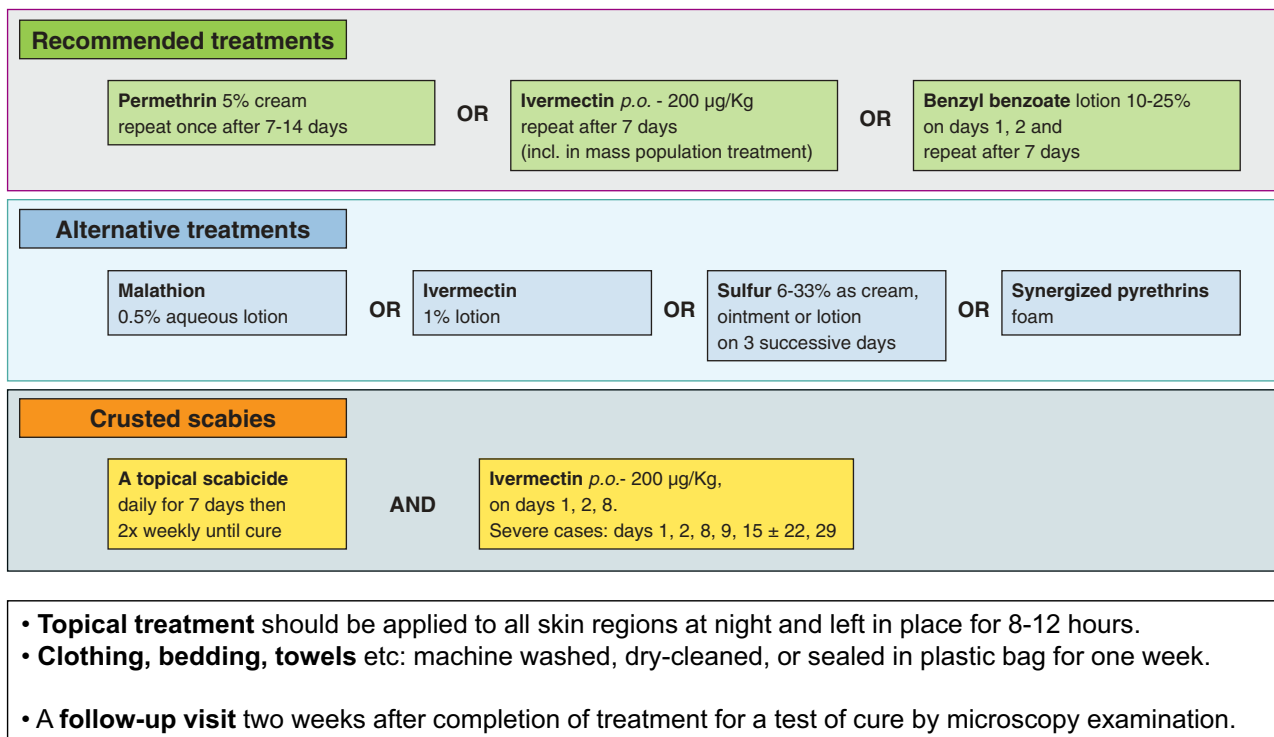 Recommended treatments
Permethrin 5% cream
repeat once after 7-14 days
OR
Ivermectin p.o. - 200 µg/Kg
repeat after 7 days
(incl. in mass population treatment)
OR
Benzyl benzoate lotion 10-25%
on days 1, 2 and
repeat after 7 days
Alternative treatments
Malathion
0.5% aqueous lotion
OR
Ivermectin
1% lotion
OR
Sulfur 6-33% as cream,
ointment or lotion
on 3 successive days
OR
Synergized pyrethrins
foam
Crusted scabies
A topical scabicide
daily for 7 days then
2x weekly until cure
AND
Ivermectin p.o.- 200 µg/Kg,
on days 1, 2, 8.
Severe cases: days 1, 2, 8, 9, 15 ± 22, 29
• Topical treatment should be applied to all skin regions at night and left in place for 8-12 hours.
• Clothing, bedding, towels etc: machine washed, dry-cleaned, or sealed in plastic bag for one week.
• A follow-up visit two weeks after completion of treatment for a test of cure by microscopy examination.